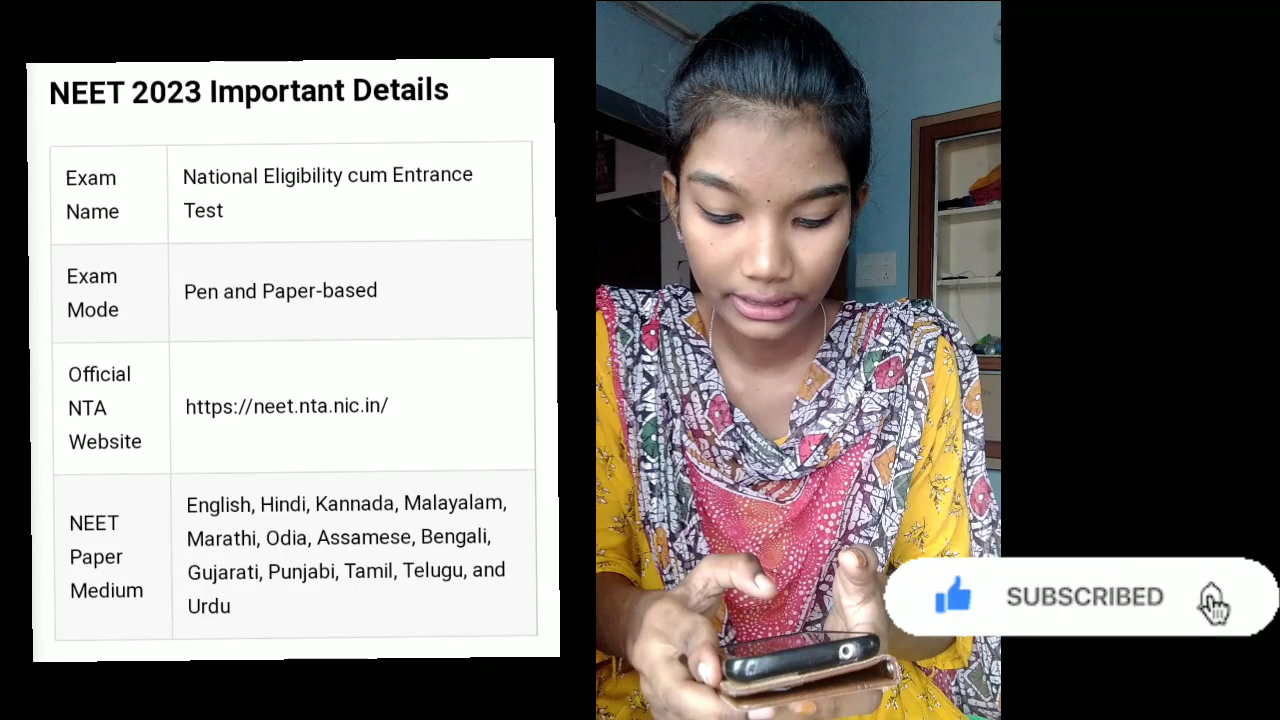 NEET 2023 Important Details
Exam
Name
National Eligibility cum Entrance
Test
Exam
Mode
Pen and Paper-based
Official
NTA
Website
https://neet.nta.nic.in/
NEET
Paper
Medium
English, Hindi, Kannada, Malayalam,
Marathi, Odia, Assamese, Bengali,
Gujarati, Punjabi, Tamil, Telugu, and
Urdu
SUBSCRIBED